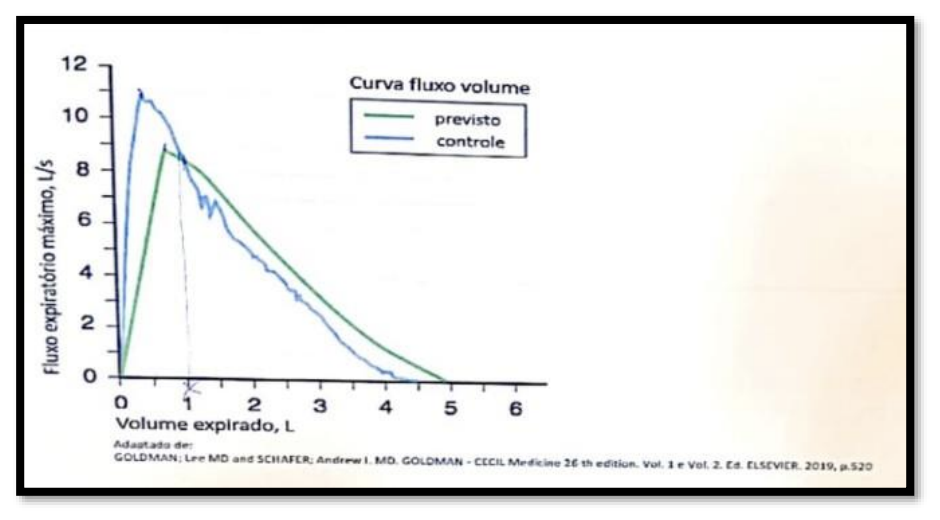 12
Curva fluxo volume
previsto
controle
10
8
6
4
2
0
Fluxo expiratório máximo, L/s
0 1 2 3 4 5 6
Volume expirado, L
Adaptado de:
GOLDMAN; Lee MD and SCHAFER; Andrew I. MD. GOLDMAN - CECIL Medicine 26 th edition. Vol. 1 e Vol. 2. Ed. ELSEVIER. 2019, p.520